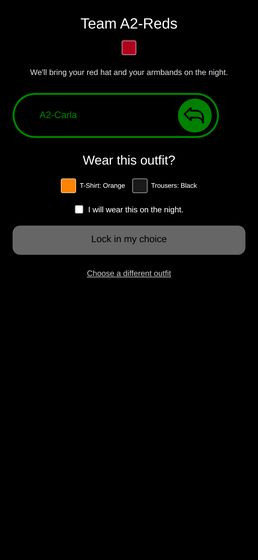 Team A2-Reds
We'll bring your red hat and your armbands on the night.
A2-Carla
Wear this outfit?
T-Shirt: Orange Trousers: Black
I will wear this on the night.
Lock in my choice
Choose a different outfit